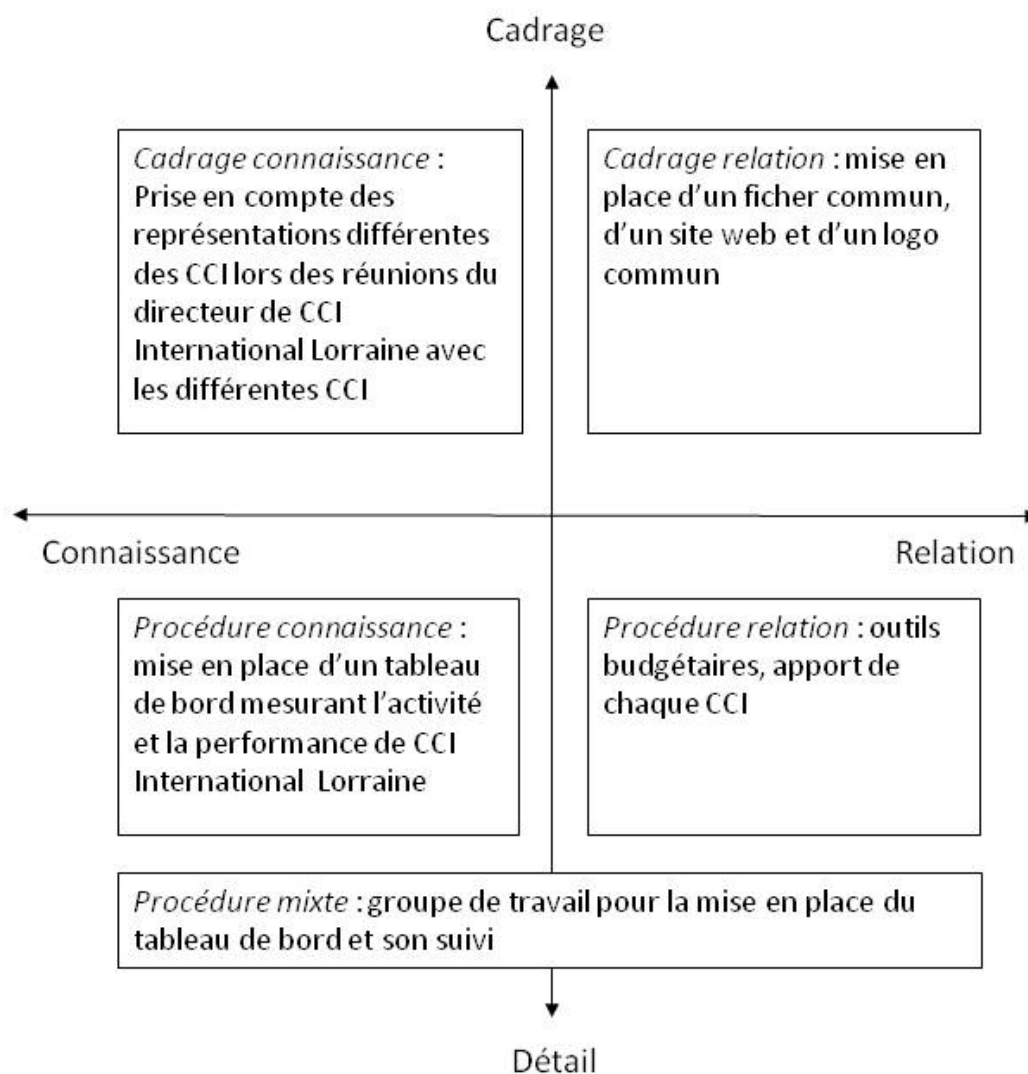 Cadrage
Cadrage connaissance :
Prise en compte des
représentations différentes
des CCI lors des réunions du
directeur de CCI
International Lorraine avec
les différentes CCI
Cadrage relation : mise en
place d’un ficher commun,
d’un site web et d’un logo
commun
Connaissance
Relation
Procédure connaissance :
mise en place d’un tableau
de bord mesurant l’activité
et la performance de CCI
International Lorraine
Procédure relation : outils
budgétaires, apport de
chaque CCI
Procédure mixte : groupe de travail pour la mise en place du
tableau de bord et son suivi
Détail